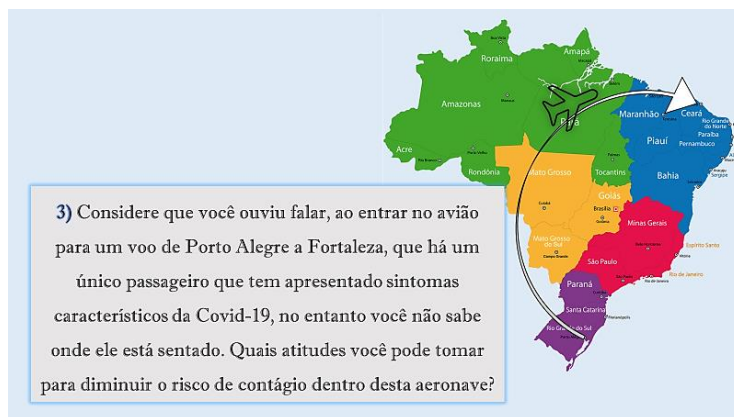 3) Considere que você ouviu falar, ao entrar no avião
para um voo de Porto Alegre a Fortaleza, que há um
único passageiro que tem apresentado sintomas
característicos da Covid-19, no entanto você não sabe
onde ele está sentado. Quais atitudes você pode tomar
para diminuir o risco de contágio dentro desta aeronave?
Roraima
Amapá
Amazonas
Pará
Maranhão
Ceará
Rio Grande
do Norte
Paraíba
Pernambuco
Piauí
Acre
Rondônia
Tocantins
Sergipe
Mato Grosso
Bahia
Goiás
Brasília
Minas Gerais
Mato Grosso
do Sul
Campo Grande
Espírito Santo
São Paulo
Rio de Janeiro
Paraná
Santa Catarina
Rio Grande do Sul